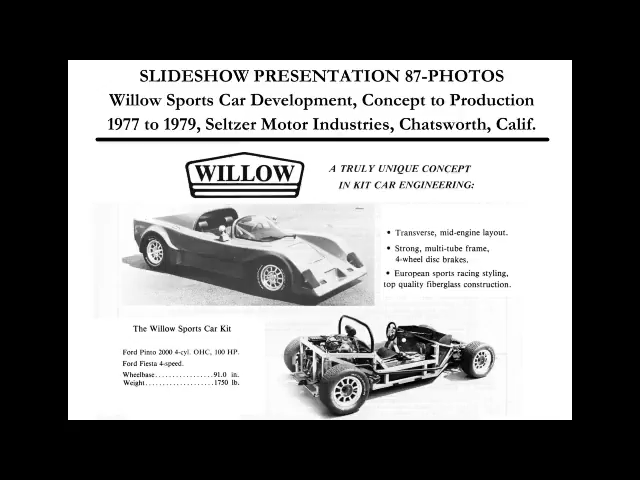 SLIDESHOW PRESENTATION 87-PHOTOS
Willow Sports Car Development, Concept to Production
1977 to 1979, Seltzer Motor Industries, Chatsworth, Calif.
WILLOW
A TRULY UNIQUE CONCEPT
IN KIT CAR ENGINEERING:
• Transverse, mid-engine layout.
• Strong, multi-tube frame,
4-wheel disc brakes.
• European sports racing styling,
top quality fiberglass construction.
The Willow Sports Car Kit
Ford Pinto 2000 4-cyl. OHC, 100 HP.
Ford Fiesta 4-speed.
Wheelbase................91.0 in.
Weight....................1750 lb.